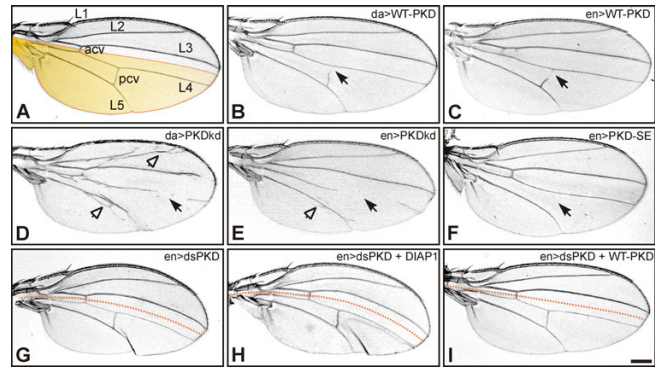 L1
L2
L3
acv
pcv
L4
L5
A
da>WT-PKD
B
en>WT-PKD
C
da>PKDkd
D
en>PKDkd
E
en>PKD-SE
F
en>dsPKD
G
en>dsPKD + DIAP1
H
en>dsPKD + WT-PKD
I